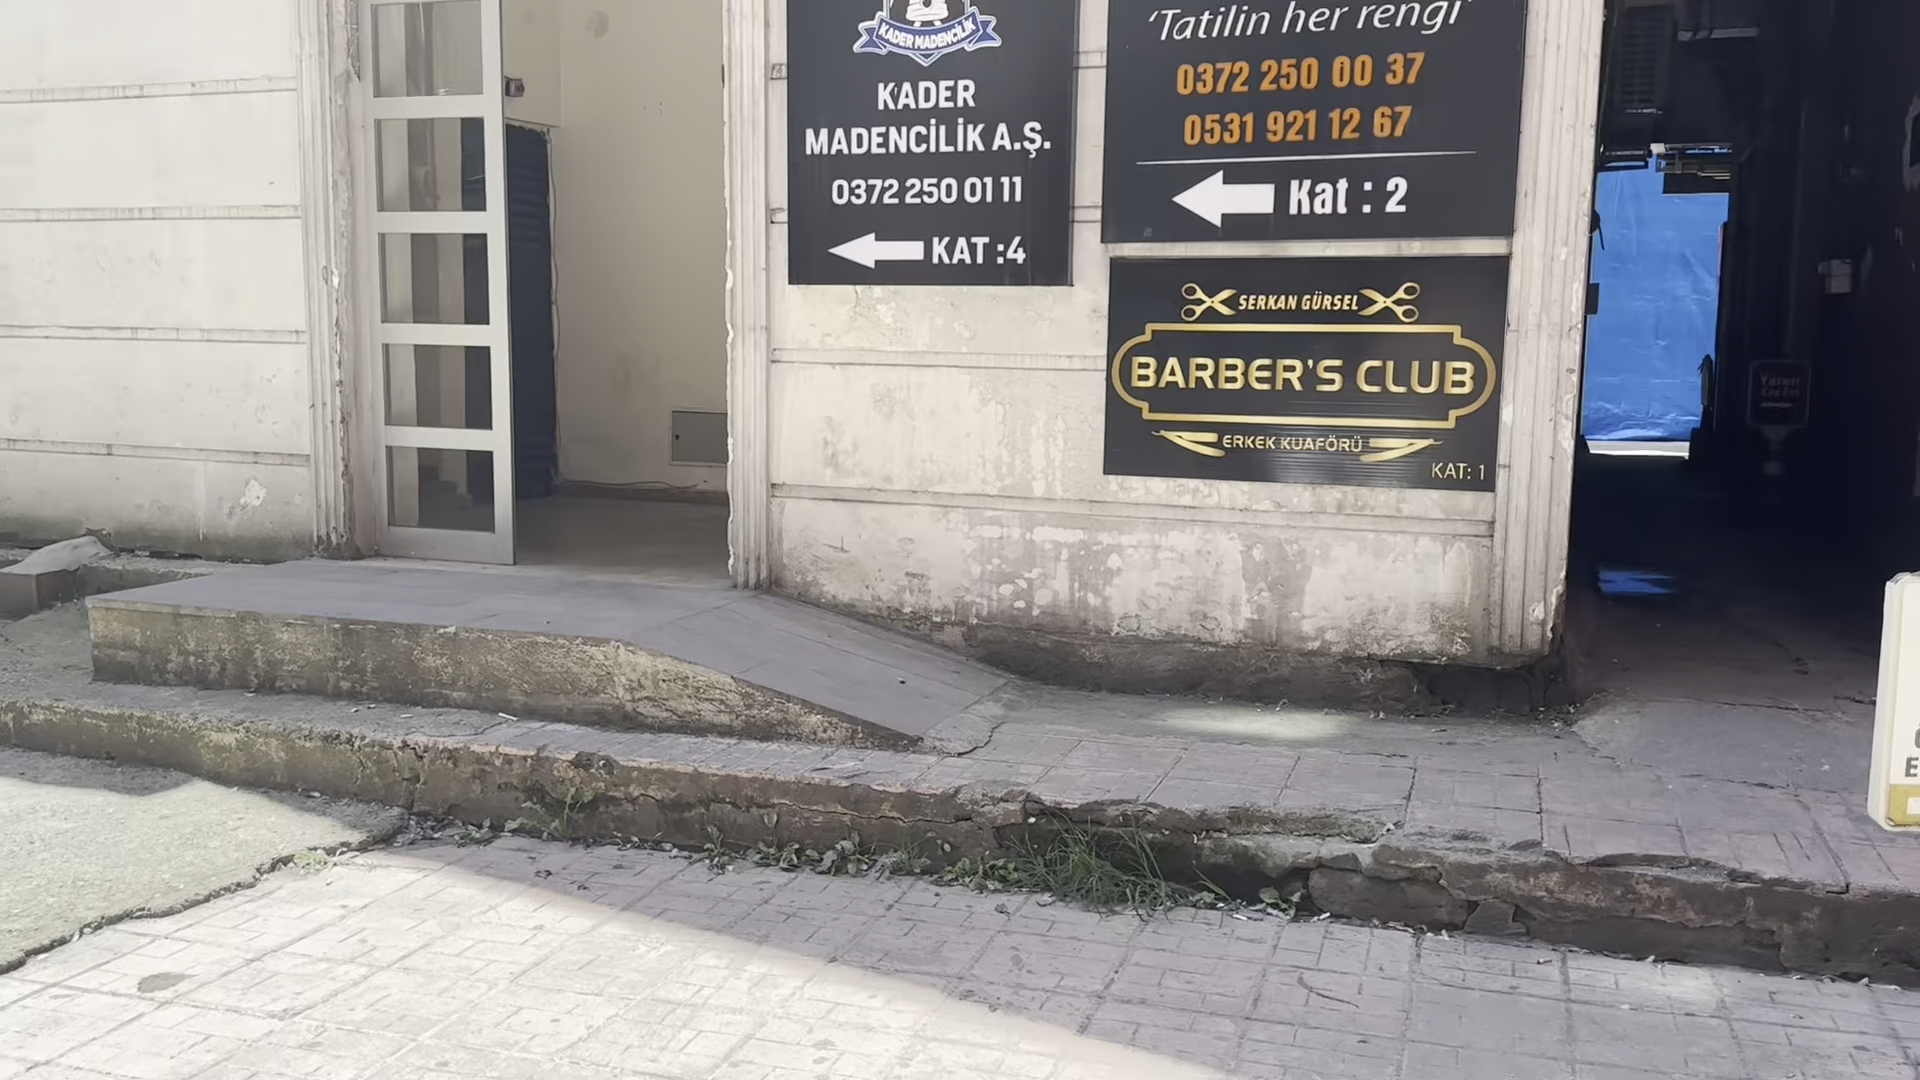 KADER MADENCİLİK
KADER
MADENCİLİK A.Ş.
0372 250 01 11
KAT :4
'Tatilin her rengi'
0372 250 00 37
0531 921 12 67
Kat : 2
SERKAN GÜRSEL
BARBER'S CLUB
ERKEK KUAFÖRÜ
KAT: 1